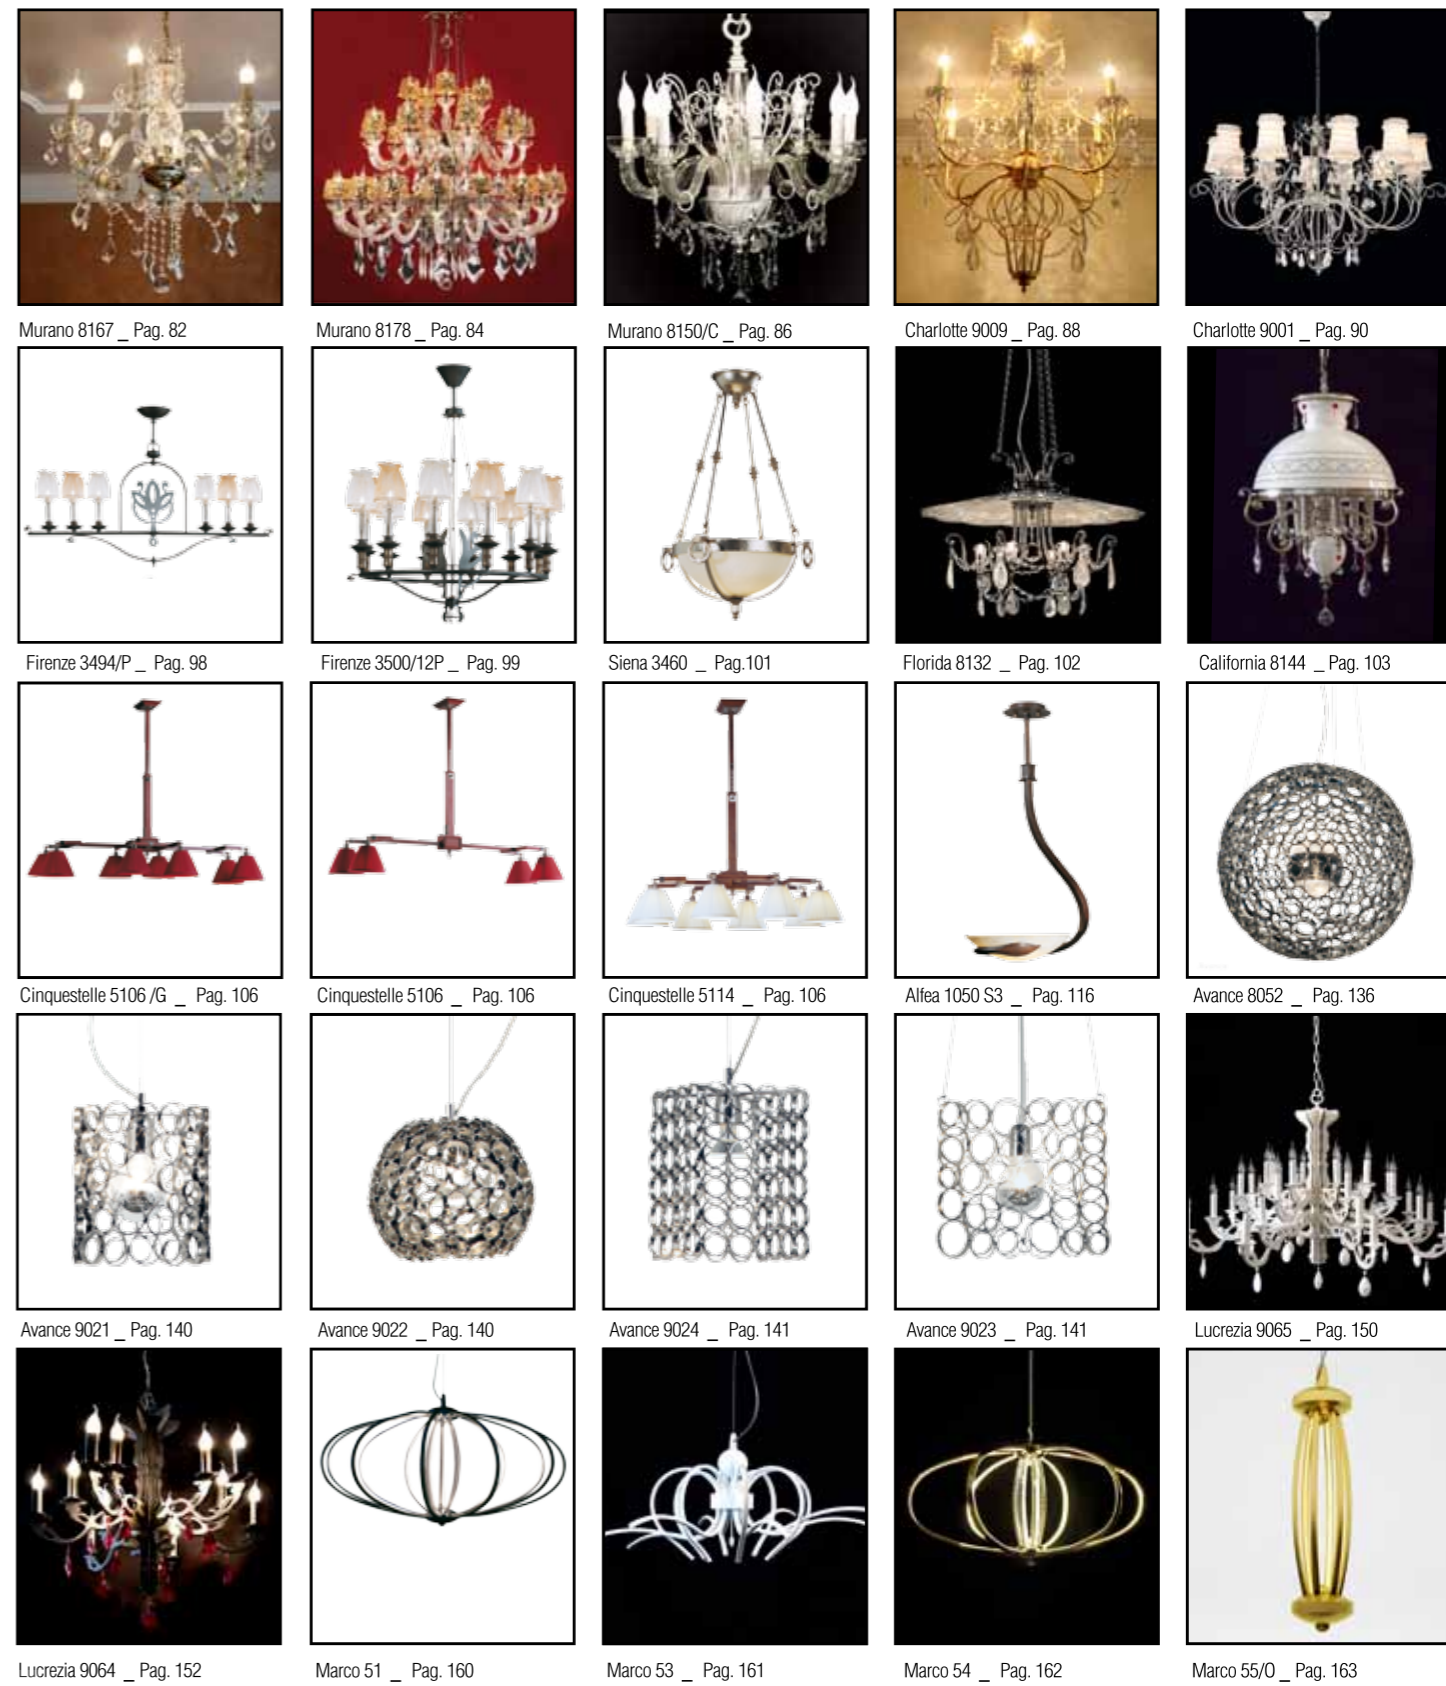 Murano 8167 _ Pag. 82
Murano 8178 _ Pag. 84
Murano 8150/C _ Pag. 86
Charlotte 9009 _ Pag. 88
Charlotte 9001 _ Pag. 90
Firenze 3494/P _ Pag. 98
Firenze 3500/12P _ Pag. 99
Siena 3460 _ Pag.101
Florida 8132 _ Pag. 102
California 8144 _ Pag. 103
Cinquestelle 5106 /G _ Pag. 106
Cinquestelle 5106 _ Pag. 106
Cinquestelle 5114 _ Pag. 106
Alfea 1050 S3 _ Pag. 116
Avance 8052 _ Pag. 136
Avance 9021 _ Pag. 140
Avance 9022 _ Pag. 140
Avance 9024 _ Pag. 141
Avance 9023 _ Pag. 141
Lucrezia 9065 _ Pag. 150
Lucrezia 9064 _ Pag. 152
Marco 51 _ Pag. 160
Marco 53 _ Pag. 161
Marco 54 _ Pag. 162
Marco 55/O _ Pag. 163